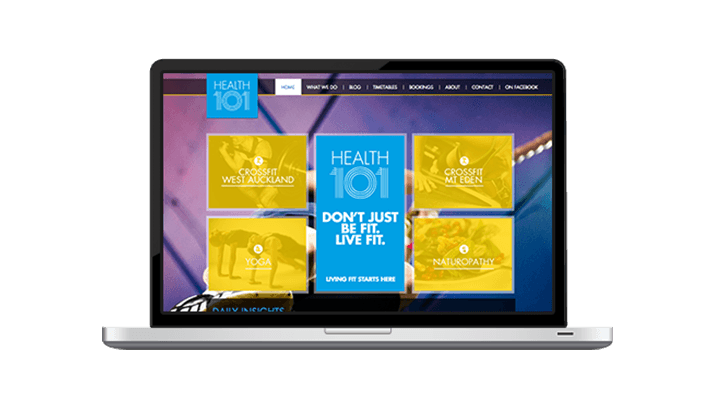 HEALTH
101
HOME
WHAT WE DO
BLOG
TIMETABLES
BOOKINGS
ABOUT
CONTACT
ON FACEBOOK
CROSSFIT
WEST AUCKLAND
HEALTH
101
DON'T JUST
BE FIT.
LIVE FIT.
LIVING FIT STARTS HERE
CROSSFIT
MT EDEN
YOGA
NATUROPATHY
DAILY INSIGHTS